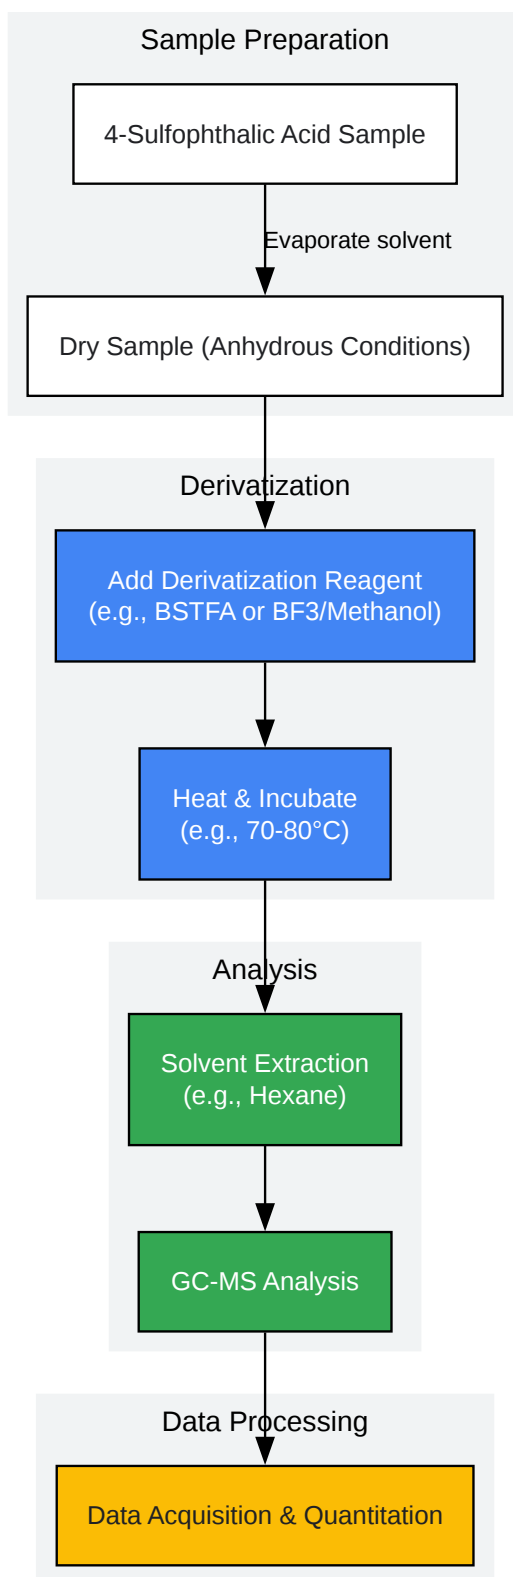 Sample Preparation
4-Sulfophthalic Acid Sample
Evaporate solvent
Dry Sample (Anhydrous Conditions)
Derivatization
Add Derivatization Reagent
(e.g., BSTFA or BF3/Methanol)
Heat & Incubate
(e.g., 70-80°C)
Analysis
Solvent Extraction
(e.g., Hexane)
GC-MS Analysis
Data Processing
Data Acquisition & Quantitation